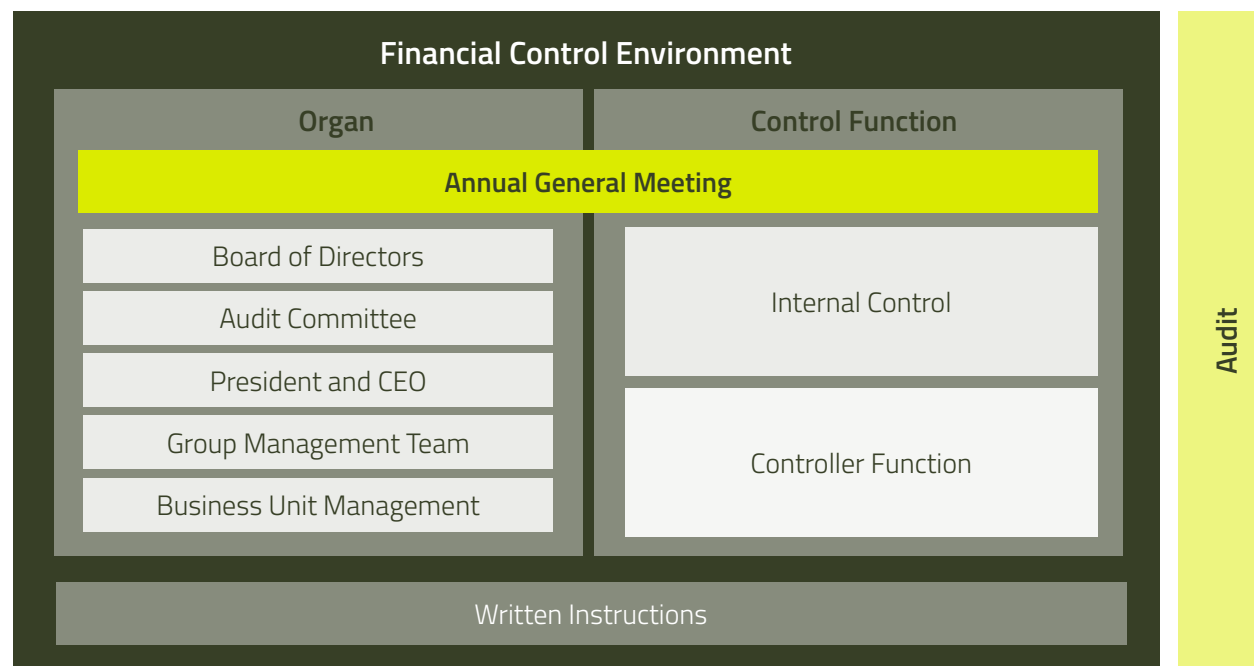 Financial Control Environment
Organ
Control Function
Annual General Meeting
Board of Directors
Audit Committee
President and CEO
Group Management Team
Business Unit Management
Internal Control
Controller Function
Written Instructions
Audit